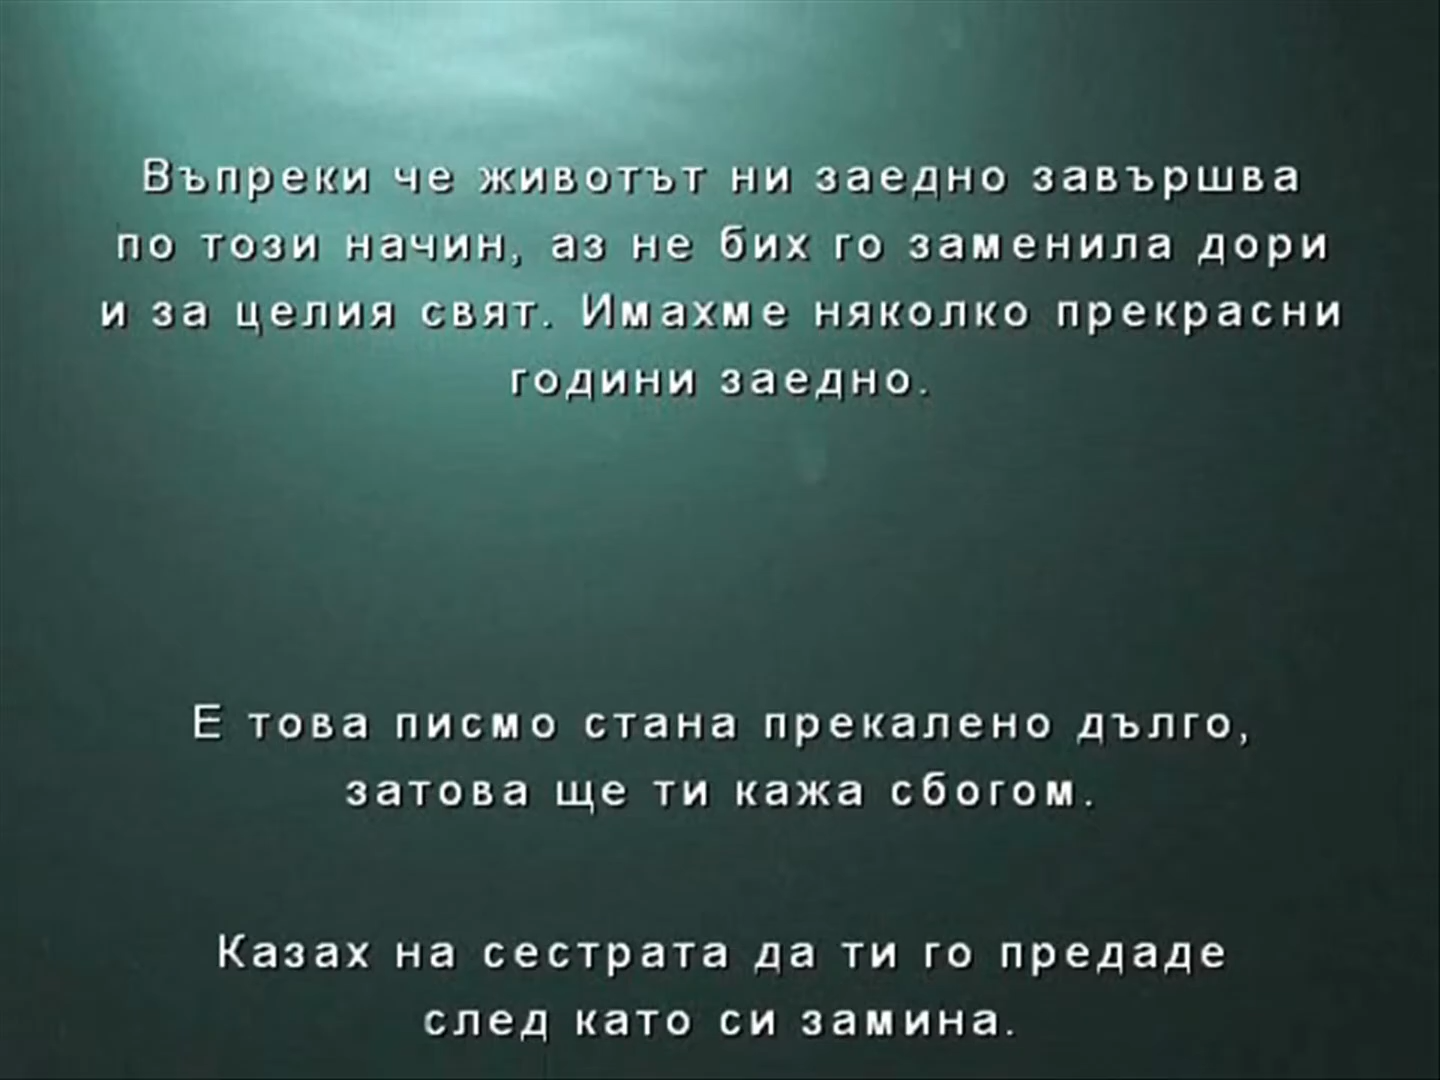 Въпреки че животът ни заедно завършва
по този начин, аз не бих го заменила дори
и за целия свят. Имахме няколко прекрасни
години заедно.
Е това писмо стана прекалено дълго,
затова ще ти кажа сбогом.
Казах на сестрата да ти го предаде
след като си замина.